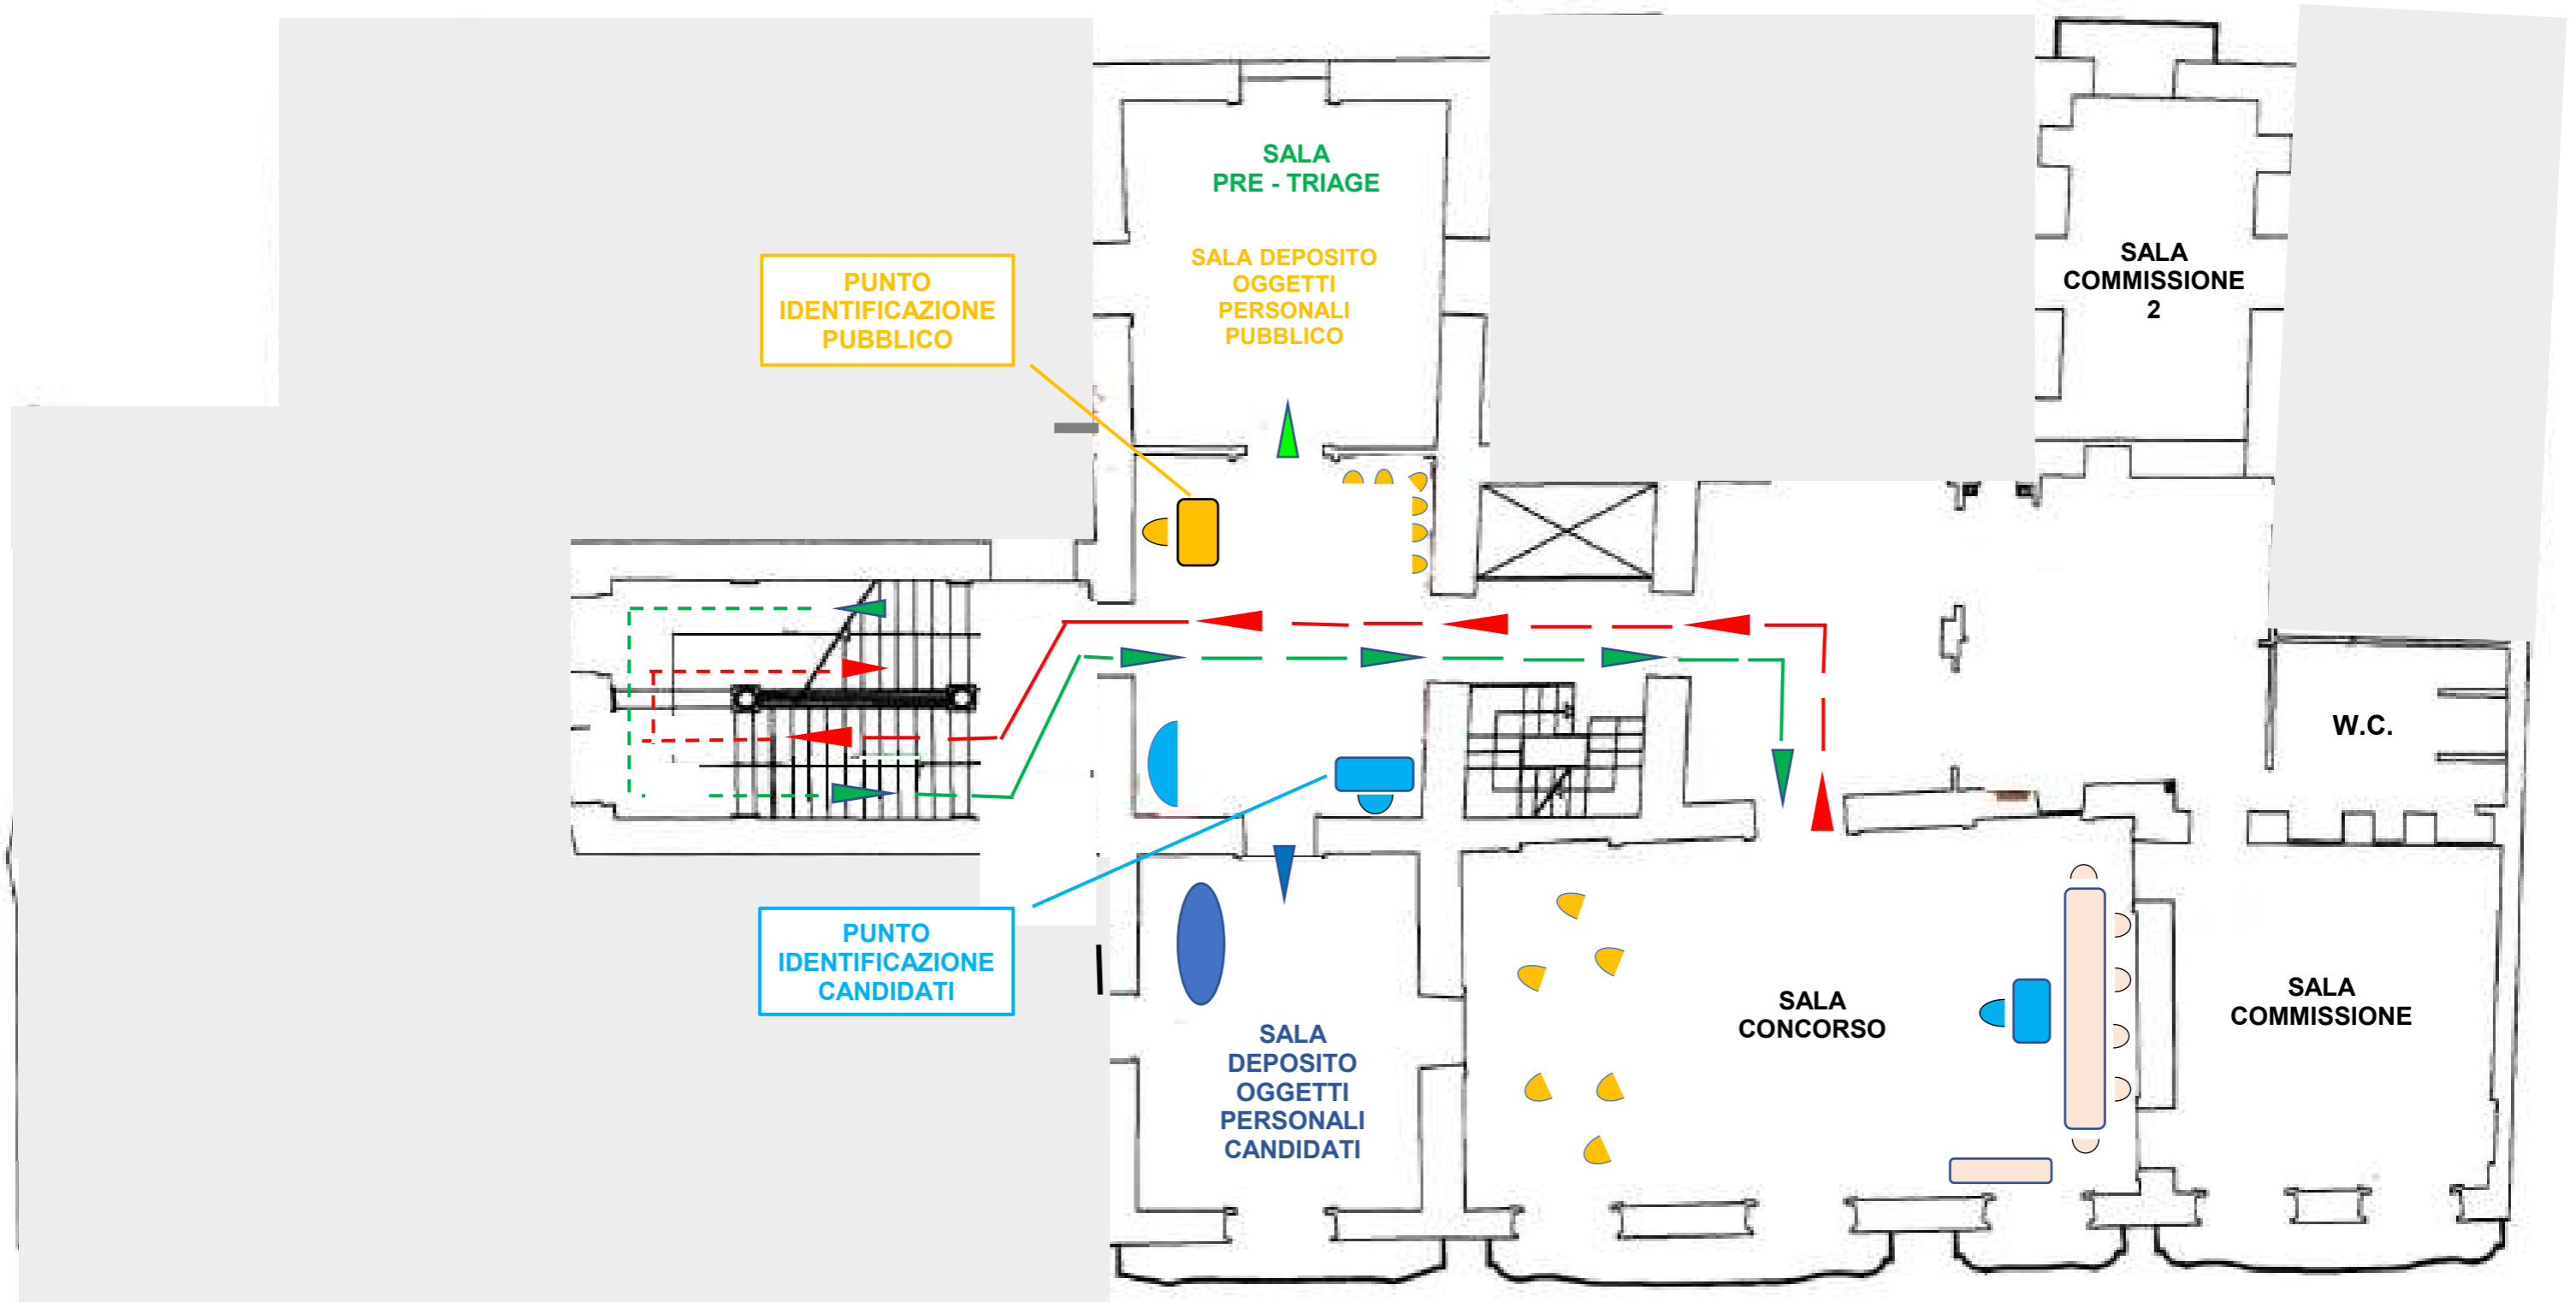 SALA
PRE - TRIAGE
SALA DEPOSITO
OGGETTI
PERSONALI
PUBBLICO
PUNTO
IDENTIFICAZIONE
PUBBLICO
SALA
COMMISSIONE
2
W.C.
PUNTO
IDENTIFICAZIONE
CANDIDATI
SALA
DEPOSITO
OGGETTI
PERSONALI
CANDIDATI
SALA
CONCORSO
SALA
COMMISSIONE